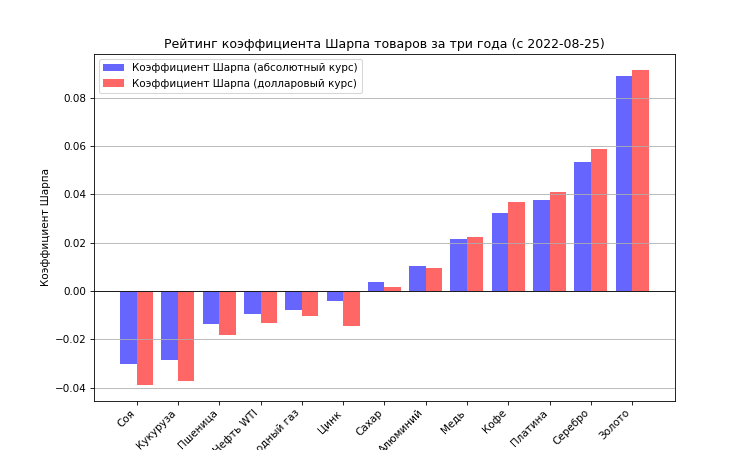 Рейтинг коэффициента Шарпа товаров за три года (с 2022-08-25)
Коэффициент Шарпа (абсолютный курс)
Коэффициент Шарпа (долларовый курс)
Коэффициент Шарпа
0.08
0.06
0.04
0.02
0.00
−0.02
−0.04
Соя
Кукуруза
Пшеница
Нефть WTI
одный газ
Цинк
Сахар
Алюминий
Медь
Кофе
Платина
Серебро
Золото